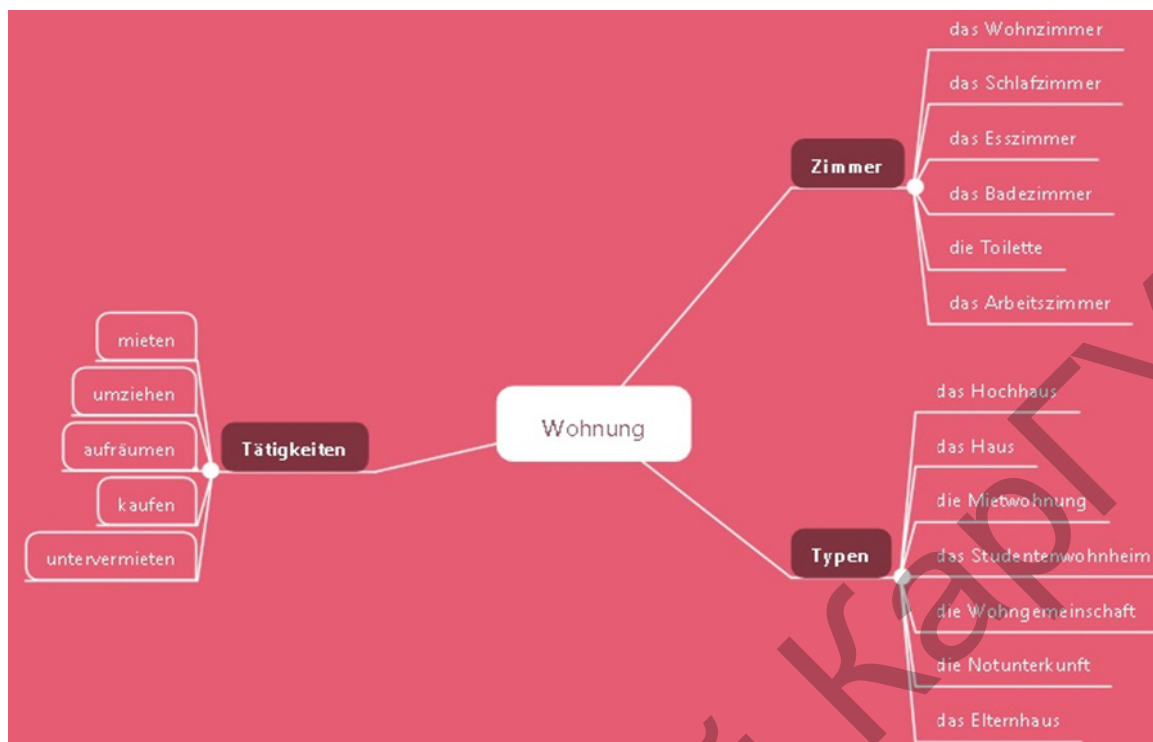 das Wohnzimmer
das Schlafzimmer
Zimmer
das Esszimmer
das Badezimmer
die Toilette
das Arbeitszimmer
mieten
umziehen
aufräumen
kaufen
untervermieten
Tätigkeiten
Wohnung
das Hochhaus
das Haus
die Mietwohnung
Typen
das Studentenwohnheim
die Wohngemeinschaft
die Notunterkunft
das Elternhaus